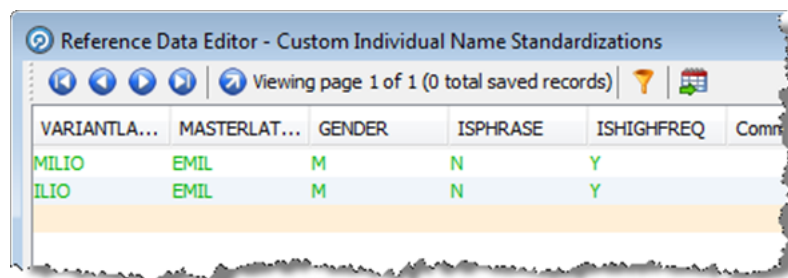 Reference Data Editor - Custom Individual Name Standardizations
Viewing page 1 of 1 (0 total saved records)
VARIANTLA... MASTERLAT... GENDER ISPHRASE ISHIGHFREQ
MILIO EMIL M N Y
ILIO EMIL M N Y